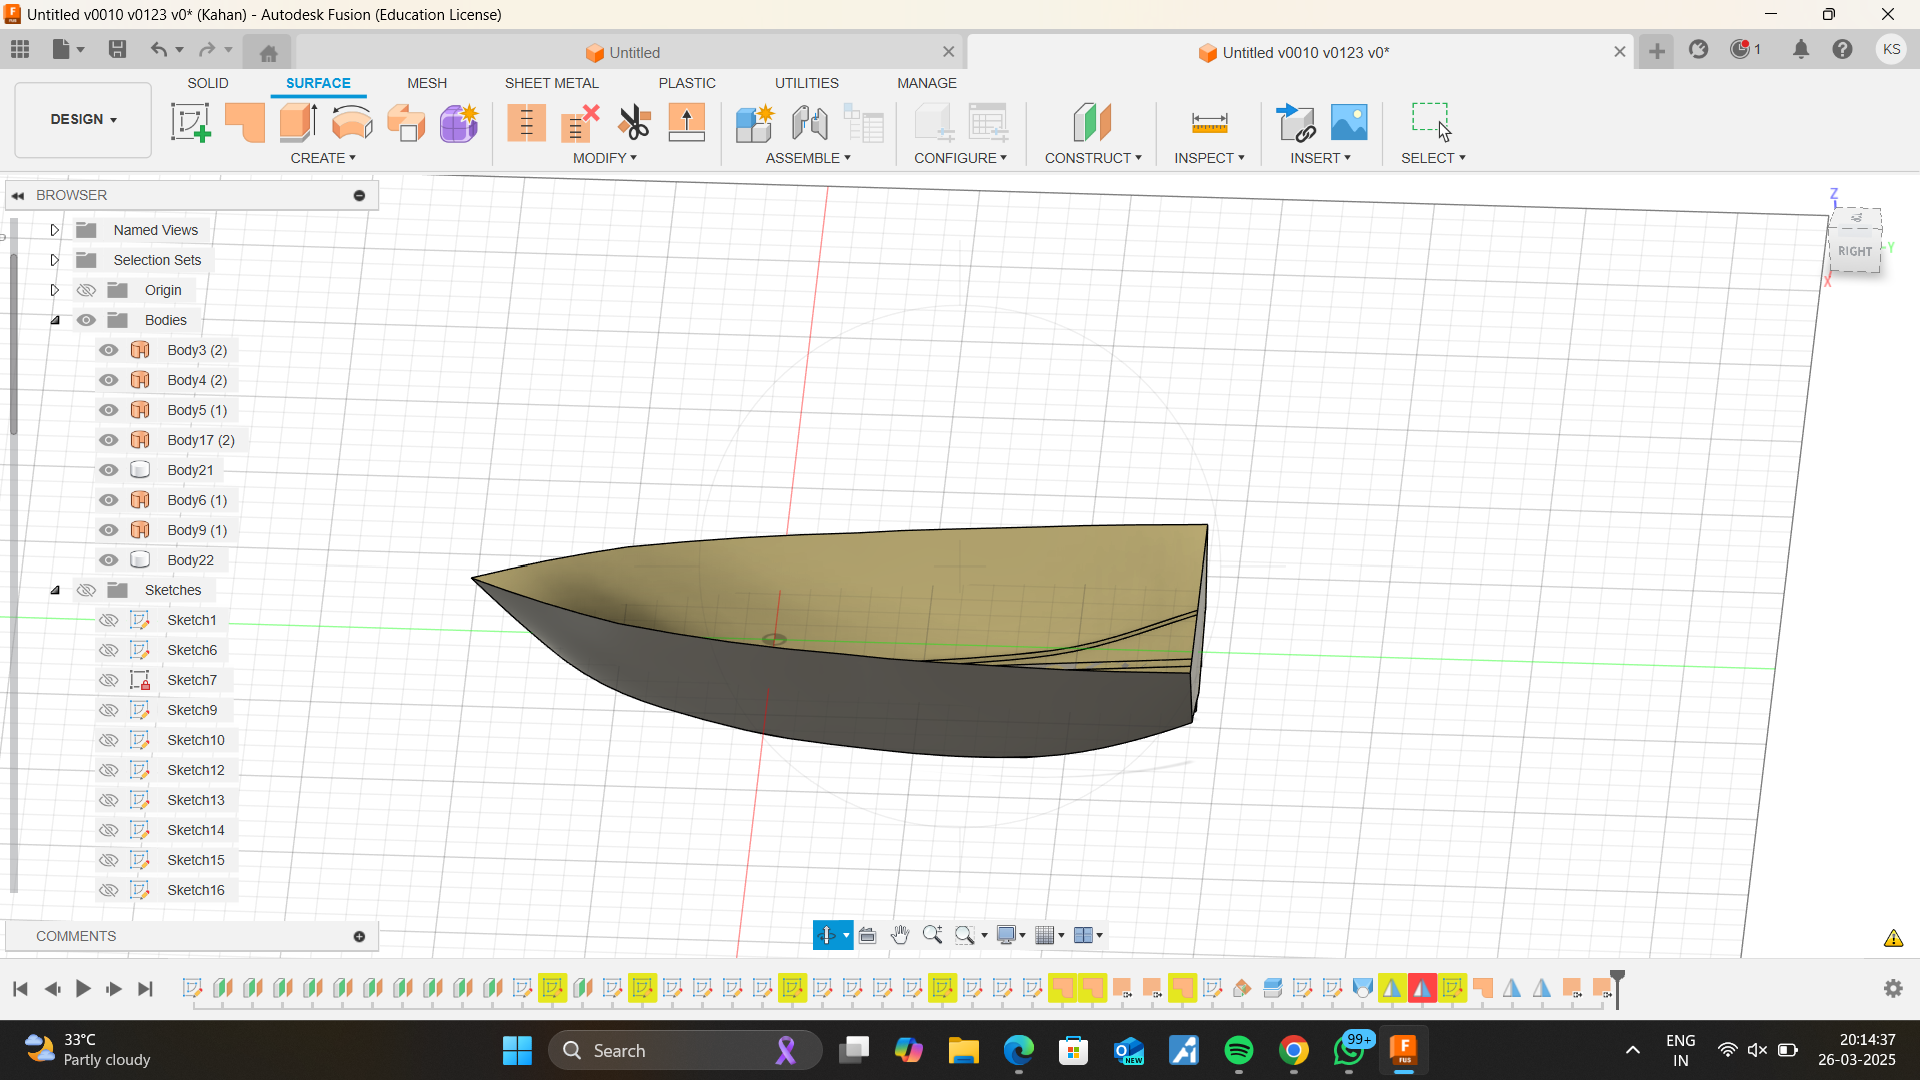 Untitled v0010 v0123 v0* (Kahan) - Autodesk Fusion (Education License)
Untitled
Untitled v0010 v0123 v0*
1
KS
DESIGN
SOLID SURFACE MESH SHEET METAL PLASTIC UTILITIES MANAGE
CREATE MODIFY ASSEMBLE CONFIGURE CONSTRUCT INSPECT INSERT SELECT
BROWSER
Named Views
Selection Sets
Origin
Bodies
Body3 (2)
Body4 (2)
Body5 (1)
Body17 (2)
Body21
Body6 (1)
Body9 (1)
Body22
Sketches
Sketch1
Sketch6
Sketch7
Sketch9
Sketch10
Sketch12
Sketch13
Sketch14
Sketch15
Sketch16
Z
RIGHT
Y
X
COMMENTS
33°C
Partly cloudy
Search
NEW
99+
F
FUS
ENG
IN
20:14:37
26-03-2025